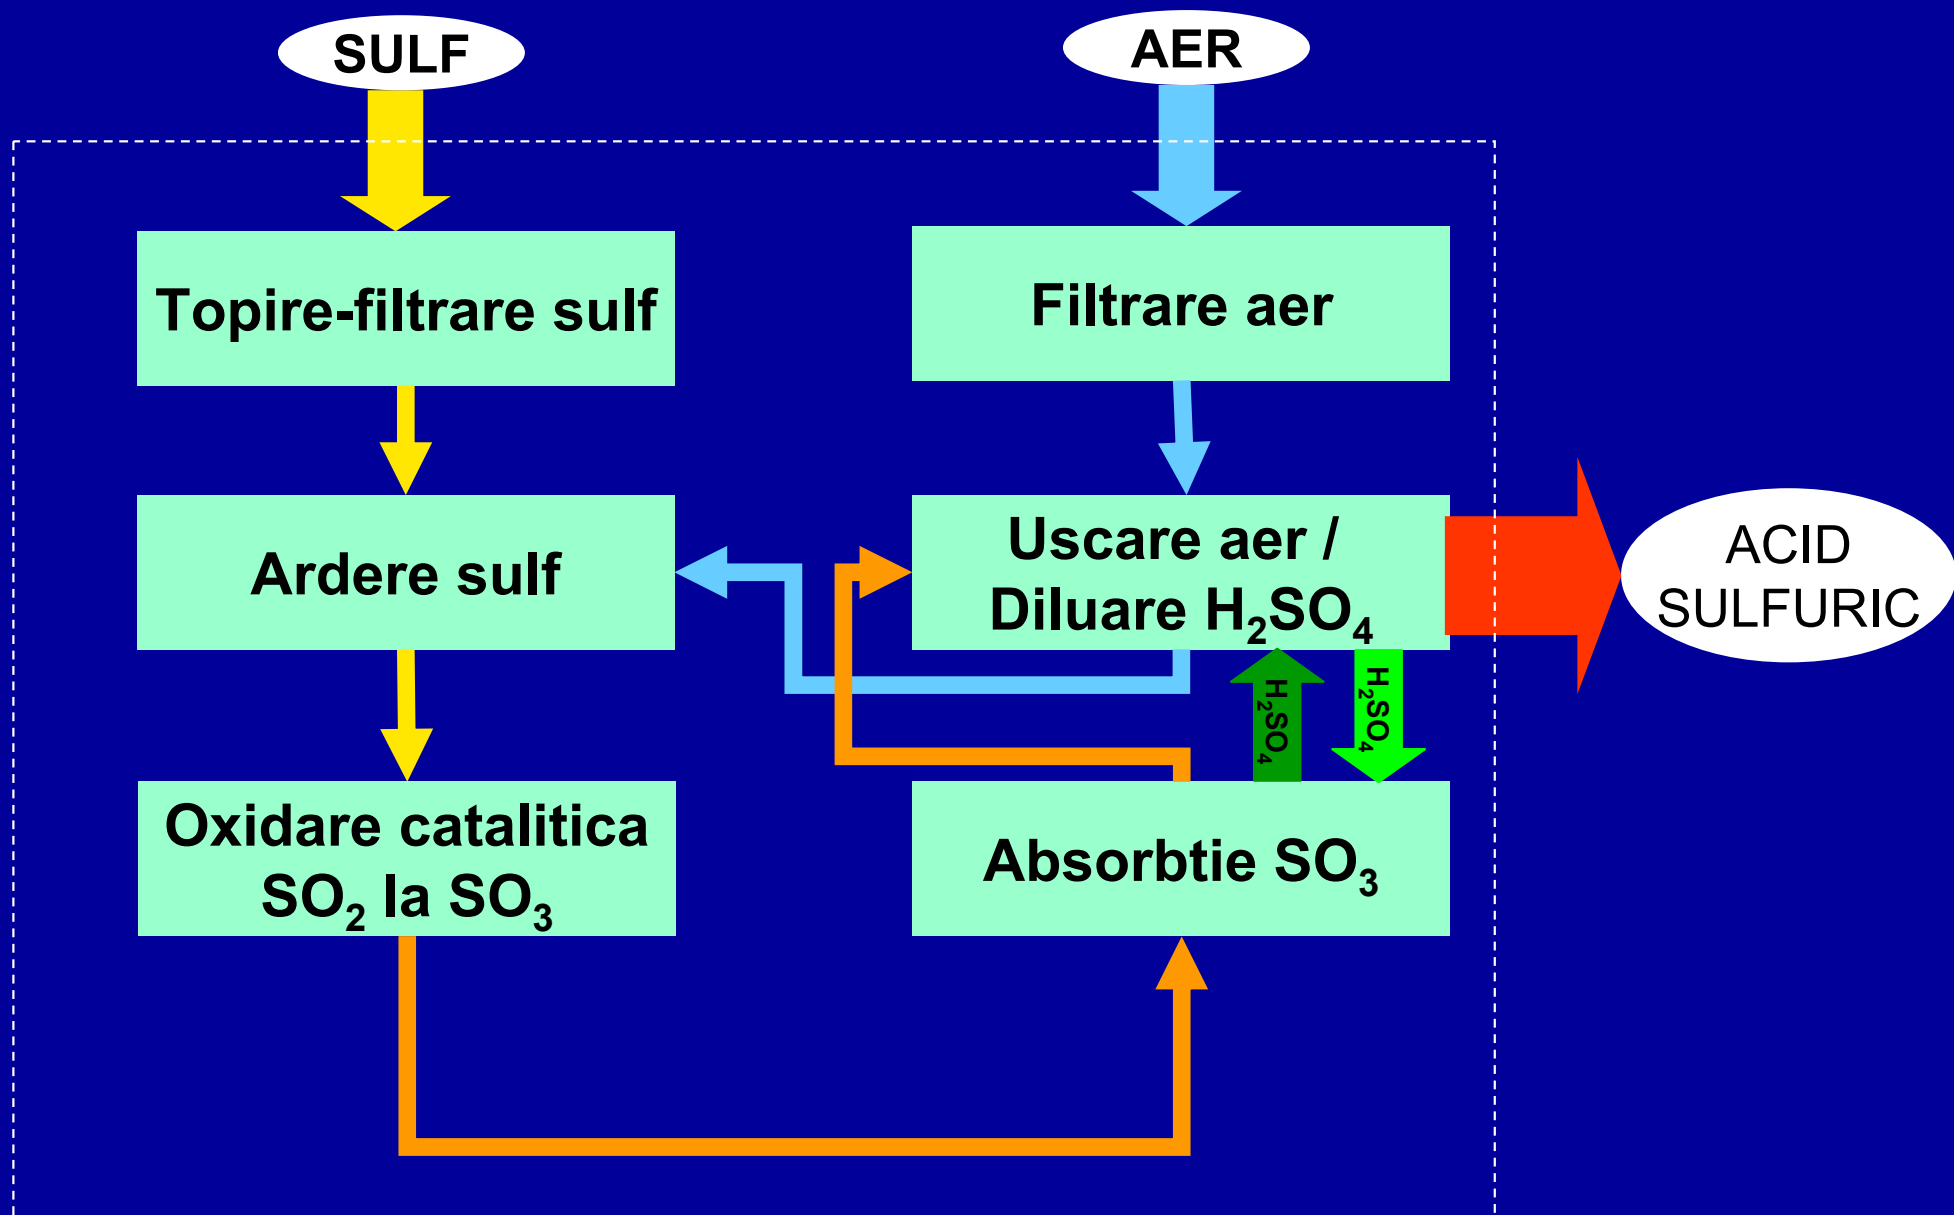 SULF
AER
Topire-filtrare sulf
Filtrare aer
Ardere sulf
Uscare aer /
Diluare H₂SO₄
ACID
SULFURIC
H₂SO₄
H₂SO₄
Oxidare catalitica
SO₂ la SO₃
Absorbtie SO₃